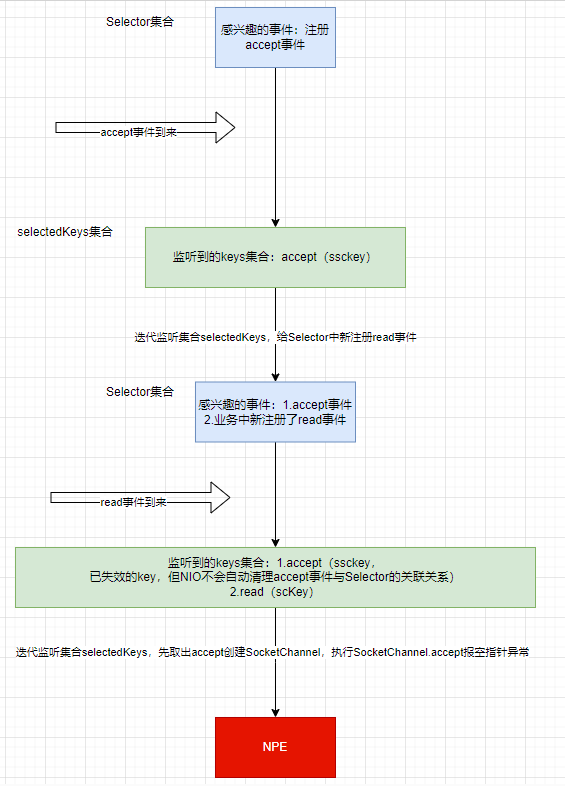 Selector集合
感兴趣的事件：注册
accept事件
accept事件到来
selectedKeys集合
监听到的keys集合：accept（ssckey）
迭代监听集合selectedKeys，给Selector中新注册read事件
Selector集合
感兴趣的事件：1.accept事件
2.业务中新注册了read事件
read事件到来
监听到的keys集合：1.accept（ssckey，
已失效的key，但NIO不会自动清理accept事件与Selector的关联关系）
2.read（scKey）
迭代监听集合selectedKeys，先取出accept创建SocketChannel，执行SocketChannel.accept报空指针异常
NPE